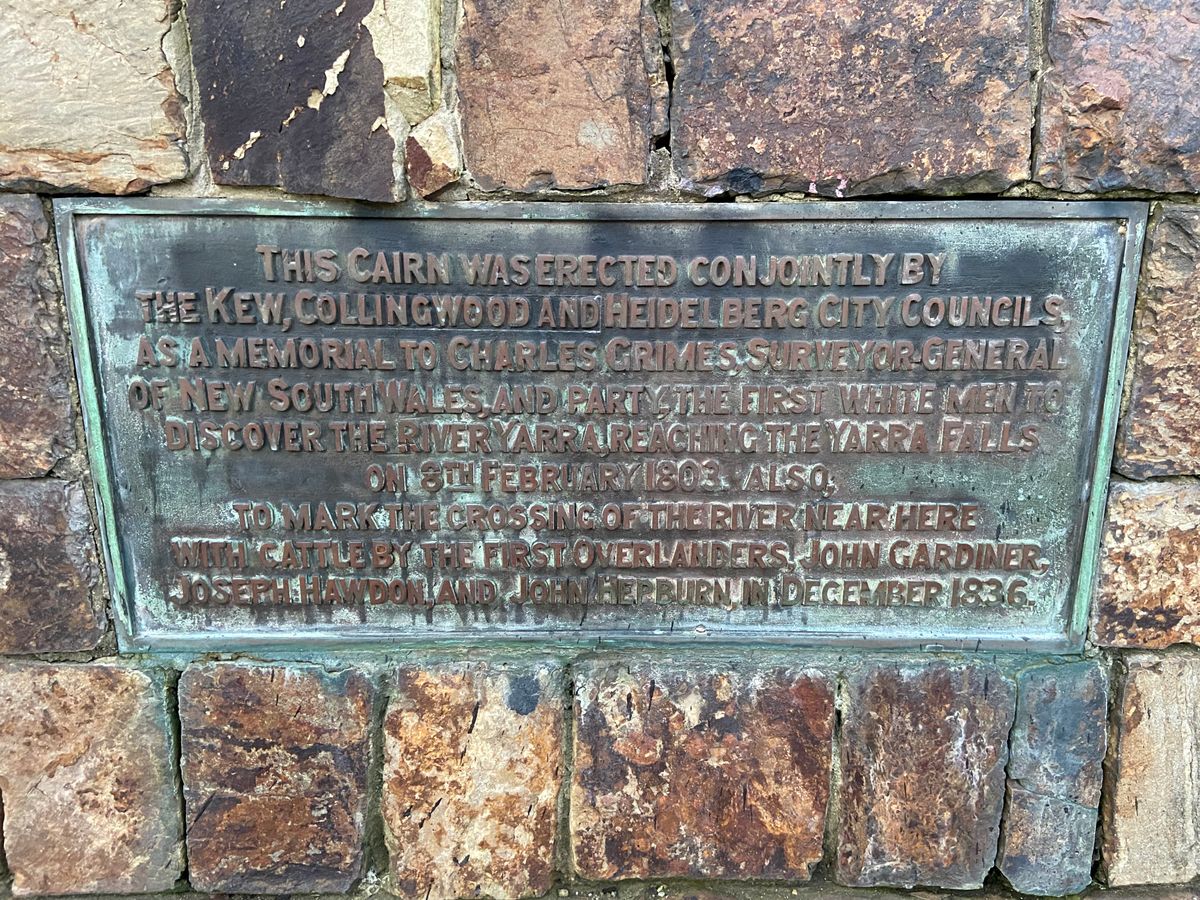 THIS CAIRN WAS ERECTED CONJOINTLY BY
THE KEW, COLLINGWOOD AND HEIDELBERG CITY COUNCILS,
AS A MEMORIAL TO CHARLES GRIMES, SURVEYOR-GENERAL
OF NEW SOUTH WALES, AND PARTY, THE FIRST WHITE MEN TO
DISCOVER THE RIVER YARRA, REACHING THE YARRA FALLS
ON 8TH FEBRUARY 1803. ALSO,
TO MARK THE CROSSING OF THE RIVER NEAR HERE
WITH CATTLE BY THE FIRST OVERLANDERS, JOHN GARDINER,
JOSEPH HAWDON, AND JOHN HEPBURN IN DECEMBER 1836.